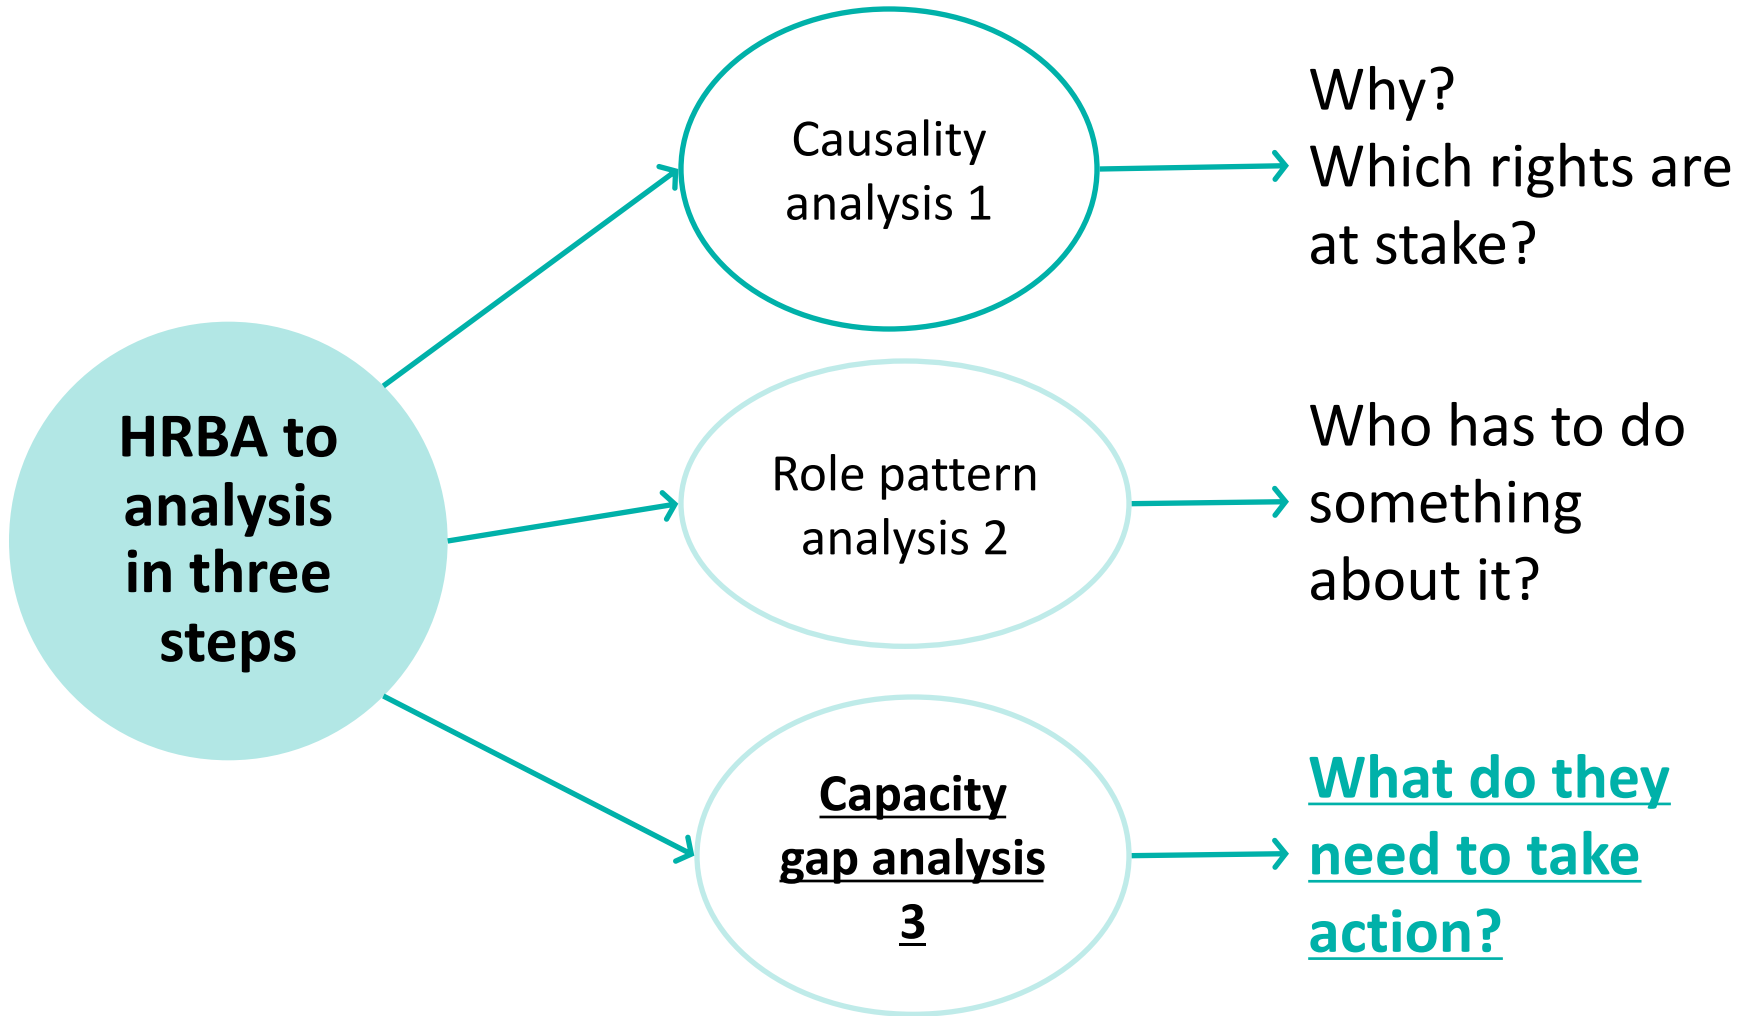 HRBA to
analysis
in three
steps
Causality
analysis 1
Why?
Which rights are
at stake?
Role pattern
analysis 2
Who has to do
something
about it?
Capacity
gap analysis
3
What do they
need to take
action?